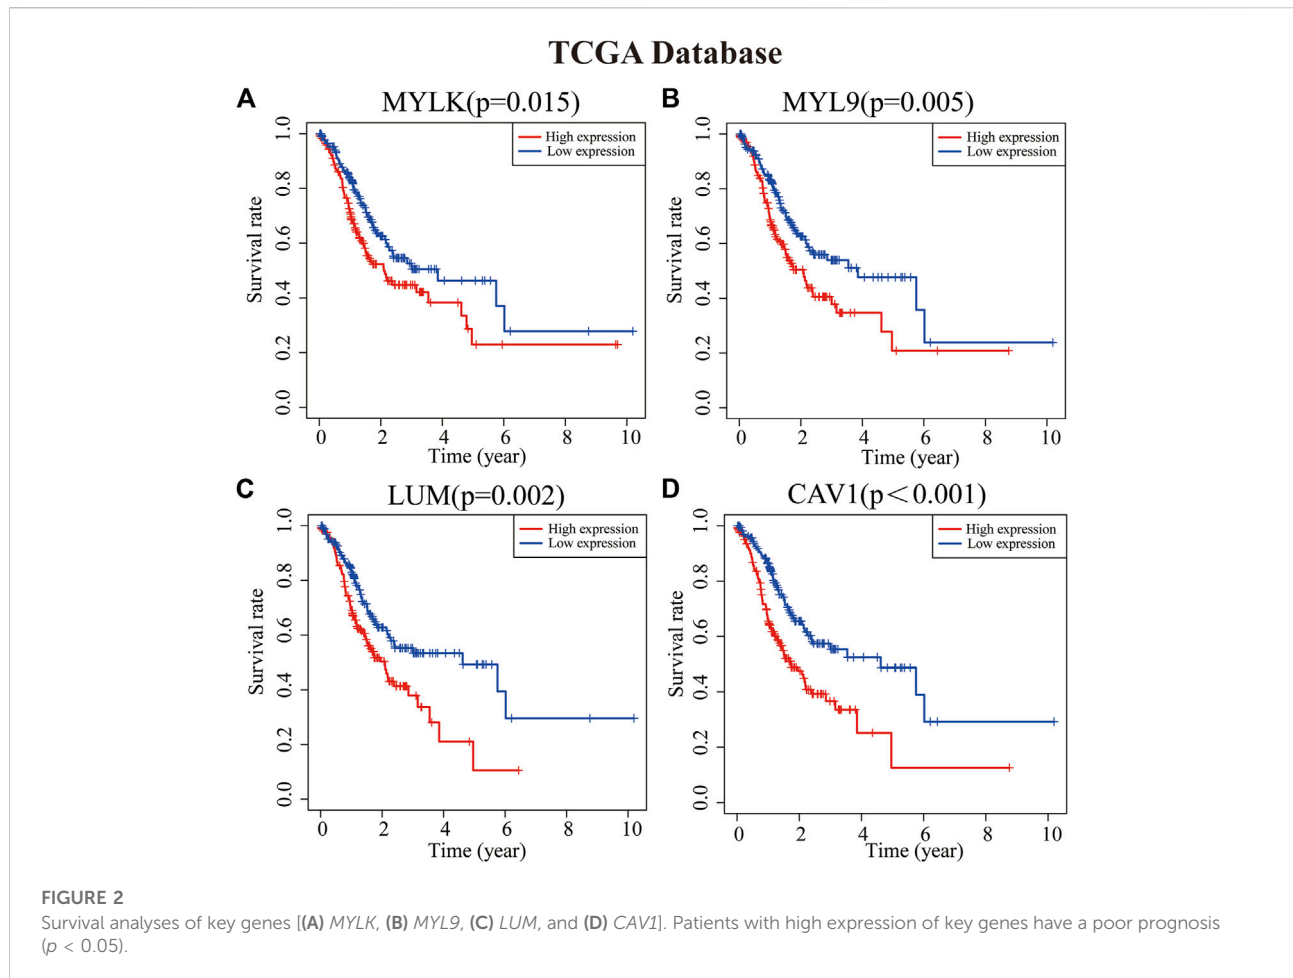 TCGA Database
A
MYLK(p=0.015)
High expression
Low expression
Survival rate
1.0
0.8
0.6
0.4
0.2
0.0
0 2 4 6 8 10
Time (year)
B
MYL9(p=0.005)
High expression
Low expression
Survival rate
1.0
0.8
0.6
0.4
0.2
0.0
0 2 4 6 8 10
Time (year)
C
LUM(p=0.002)
High expression
Low expression
Survival rate
1.0
0.8
0.6
0.4
0.2
0.0
0 2 4 6 8 10
Time (year)
D
CAV1(p<0.001)
High expression
Low expression
Survival rate
1.0
0.8
0.6
0.4
0.2
0.0
0 2 4 6 8 10
Time (year)
FIGURE 2
Survival analyses of key genes [(A) MYLK, (B) MYL9, (C) LUM, and (D) CAV1]. Patients with high expression of key genes have a poor prognosis
(p < 0.05).